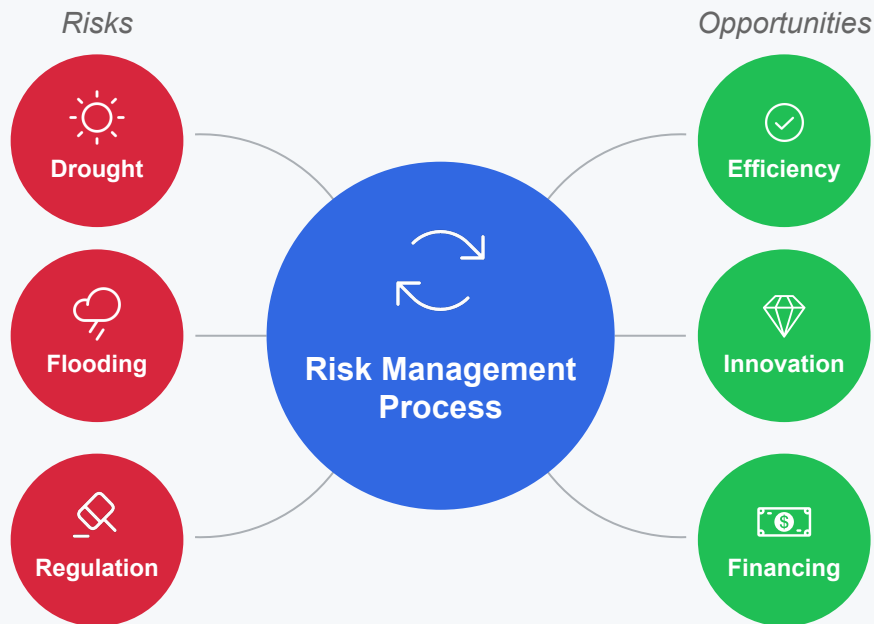 Risks
Opportunities
Drought
Efficiency
Flooding
Risk Management
Process
Innovation
Regulation
$
Financing